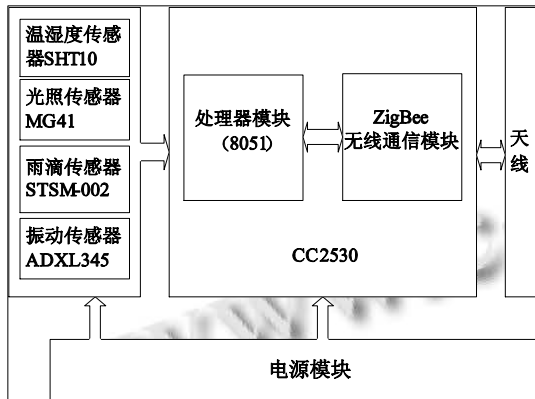 温湿度传感
器SHT10
光照传感器
MG41
雨滴传感器
STSM-002
振动传感器
ADXL345
处理器模块
（8051）
ZigBee
无线通信模块
CC2530
天
线
电源模块